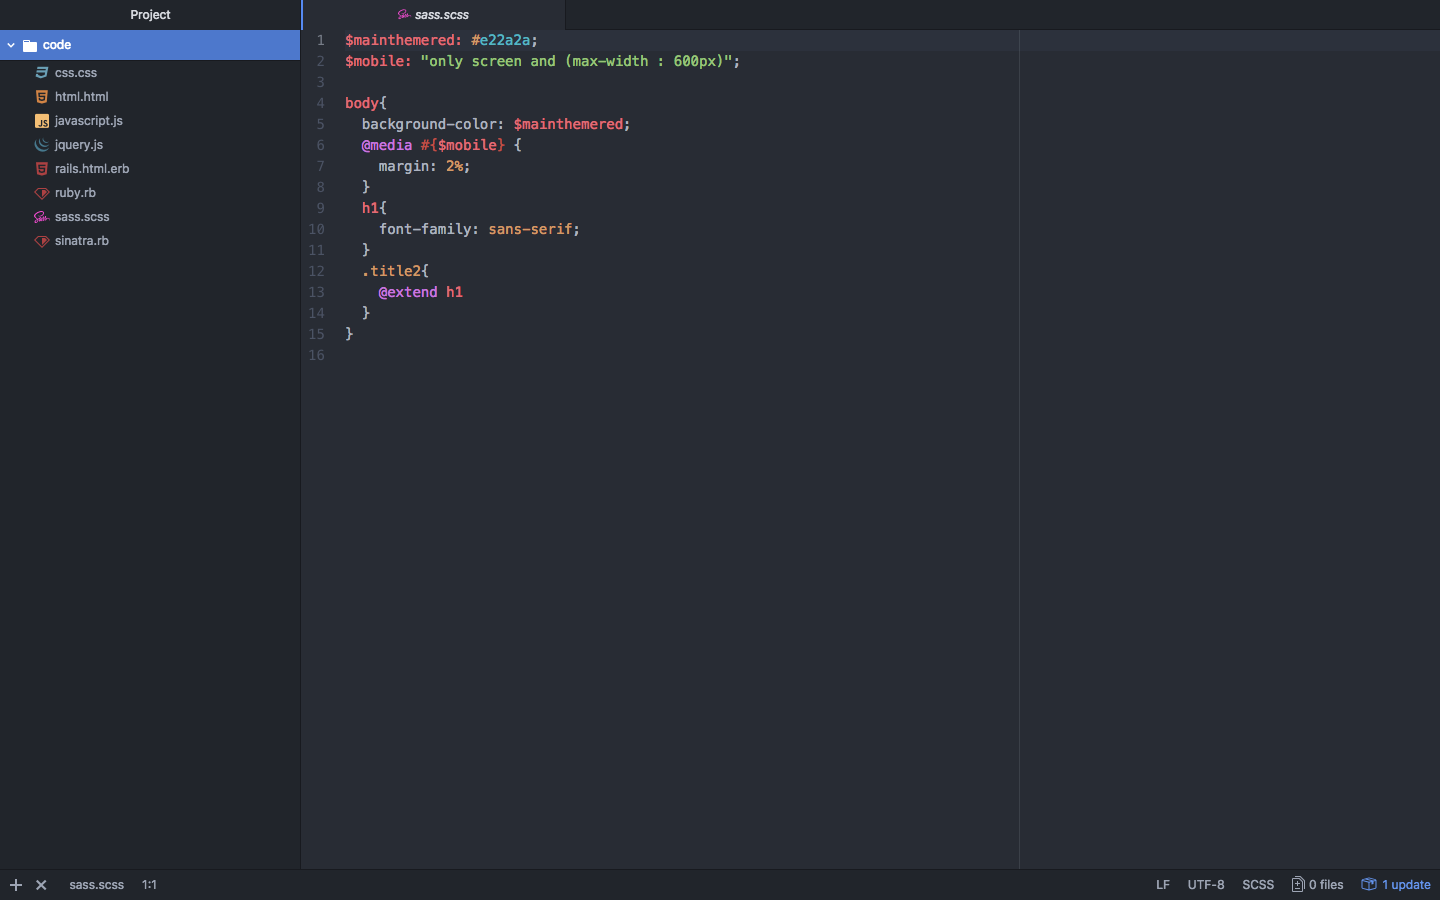 Project
sass.scss
code
css.css
html.html
javascript.js
jquery.js
rails.html.erb
ruby.rb
sass.scss
sinatra.rb
1 $mainthemered: #e22a2a;
2 $mobile: "only screen and (max-width : 600px)";
3
4 body{
5   background-color: $mainthemered;
6   @media #{$mobile} {
7     margin: 2%;
8   }
9   h1{
10     font-family: sans-serif;
11   }
12   .title2{
13     @extend h1
14   }
15 }
16
sass.scss 1:1 LF UTF-8 SCSS 0 files 1 update